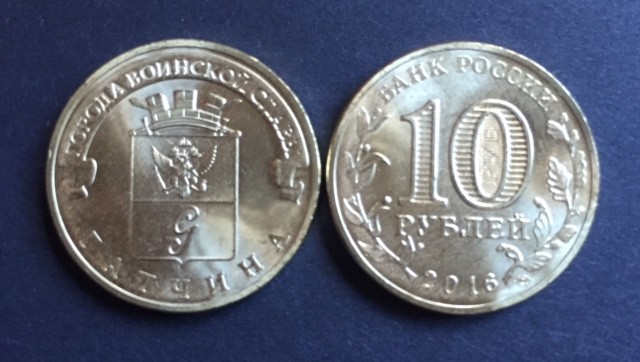 ГОРОДА ВОИНСКОЙ СЛАВЫ
G
ГАТЧИНА
БАНК РОССИИ
10
РУБЛЕЙ
2016